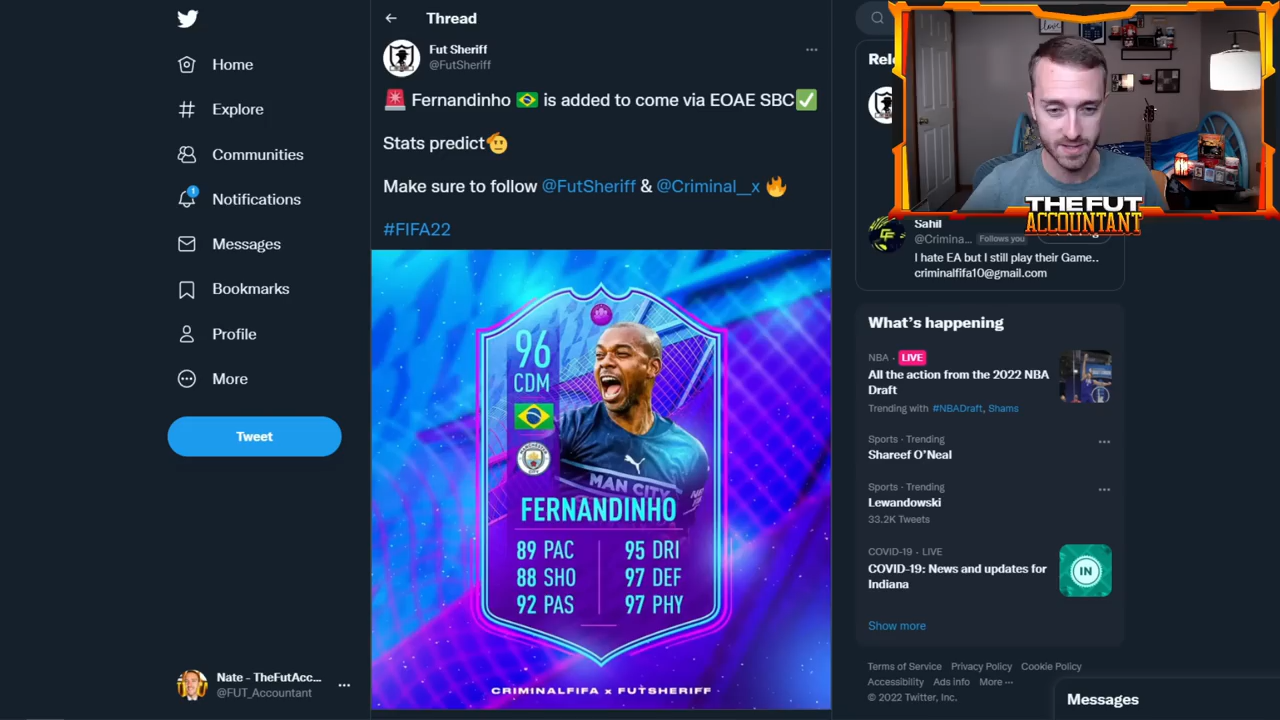 Home
Explore
Communities
1
Notifications
Messages
Bookmarks
Profile
More
Tweet
Nate - TheFutAcc...
@FUT_Accountant
Thread
Fut Sheriff
@FutSheriff
🚨 Fernandinho 🇧🇷 is added to come via EOAE SBC✅
Stats predict🫡
Make sure to follow @FutSheriff & @Criminal__x 🔥
#FIFA22
96
CDM
MAN CITY
FERNANDINHO
89 PAC 95 DRI
88 SHO 97 DEF
92 PAS 97 PHY
CRIMINALFIFA x FUTSHERIFF
THE FUT
ACCOUNTANT
Sahil
@Crimina... Follows you
I hate EA but I still play their Game..
criminalfifa10@gmail.com
What's happening
NBA · LIVE
All the action from the 2022 NBA
Draft
Trending with #NBADraft, Shams
Sports · Trending
Shareef O'Neal
Sports · Trending
Lewandowski
33.2K Tweets
COVID-19 · LIVE
COVID-19: News and updates for
Indiana
IN
Show more
Terms of Service Privacy Policy Cookie Policy
Accessibility Ads info More ···
© 2022 Twitter, Inc.
Messages